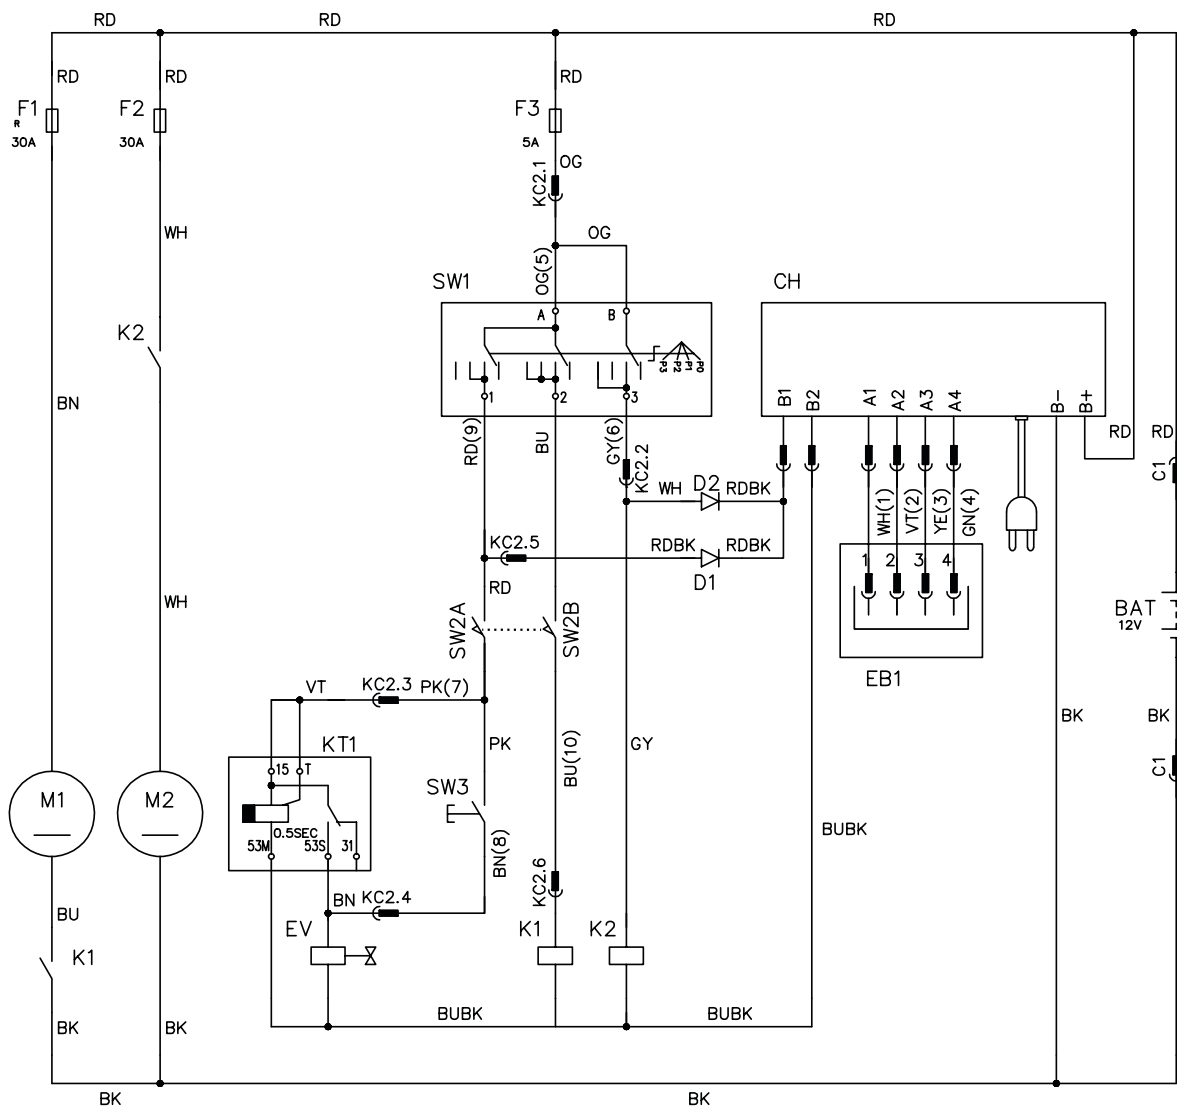 RD
RD
RD
RD
RD
RD
F1
R
30A
F2
30A
F3
5A
OG
KC2.1
WH
OG
OG(5)
SW1
CH
A
B
K2
P3
P2
P1
P0
BN
1
2
3
B1
B2
A1
A2
A3
A4
B-
B+
RD
RD
RD(9)
BU
GY(6)
KC2.2
C1
WH
D2
RDBK
WH(1)
VT(2)
YE(3)
GN(4)
KC2.5
RDBK
RDBK
D1
1
2
3
4
RD
WH
SW2A
SW2B
BAT
12V
EB1
VT
KC2.3
PK(7)
BK
BK
KT1
PK
BU(10)
GY
15
T
C1
M1
M2
SW3
0.5SEC
53M
53S
31
BN(8)
BUBK
KC2.6
BN
KC2.4
BU
EV
K1
K2
K1
BUBK
BUBK
BK
BK
BK
BK